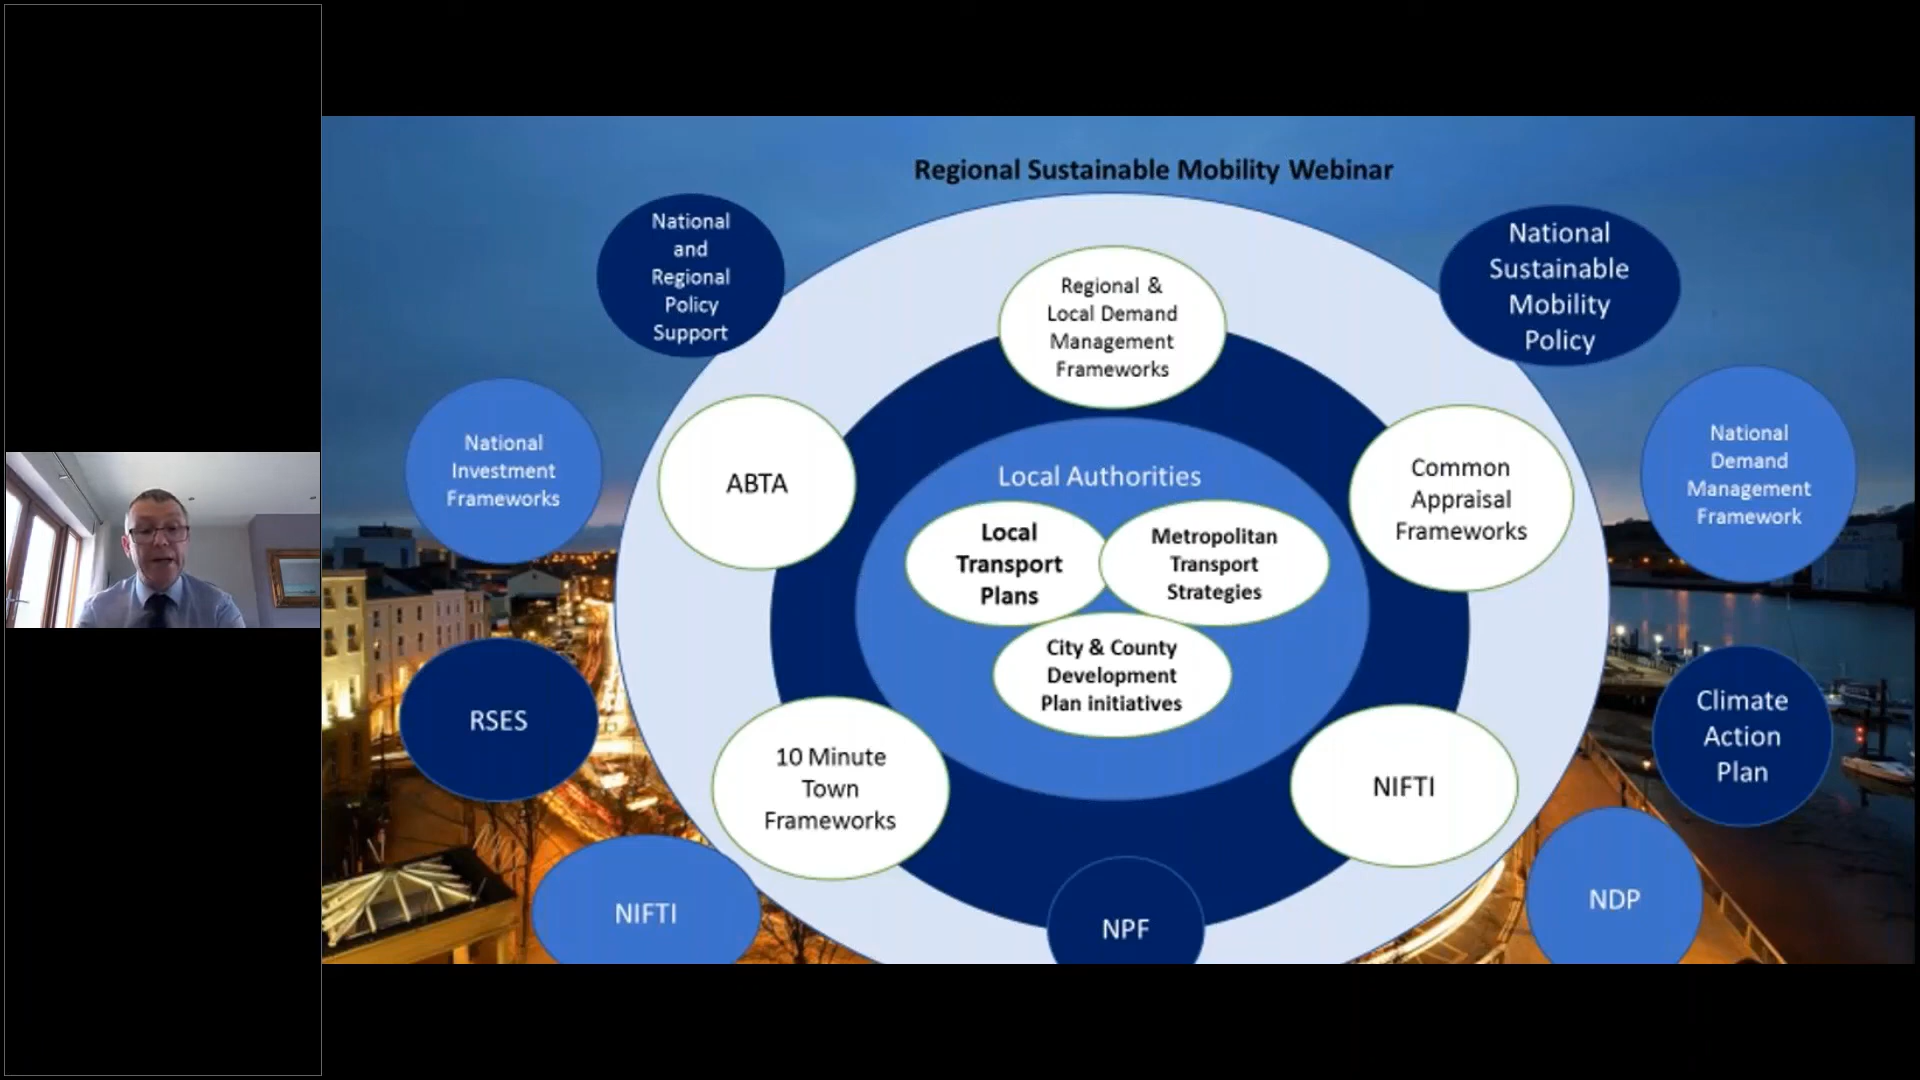 Regional Sustainable Mobility Webinar
National
and
Regional
Policy
Support
National
Sustainable
Mobility
Policy
Regional &
Local Demand
Management
Frameworks
National
Investment
Frameworks
ABTA
Common
Appraisal
Frameworks
National
Demand
Management
Framework
Local Authorities
Local
Transport
Plans
Metropolitan
Transport
Strategies
City & County
Development
Plan initiatives
RSES
Climate
Action
Plan
10 Minute
Town
Frameworks
NIFTI
NIFTI
NPF
NDP